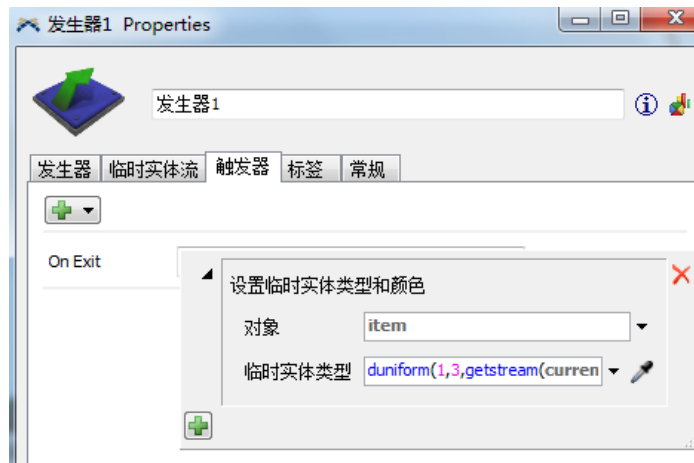 发生器1 Properties
发生器1
发生器 临时实体流 触发器 标签 常规
On Exit
设置临时实体类型和颜色
对象 item
临时实体类型 duniform(1,3,getstream(curren